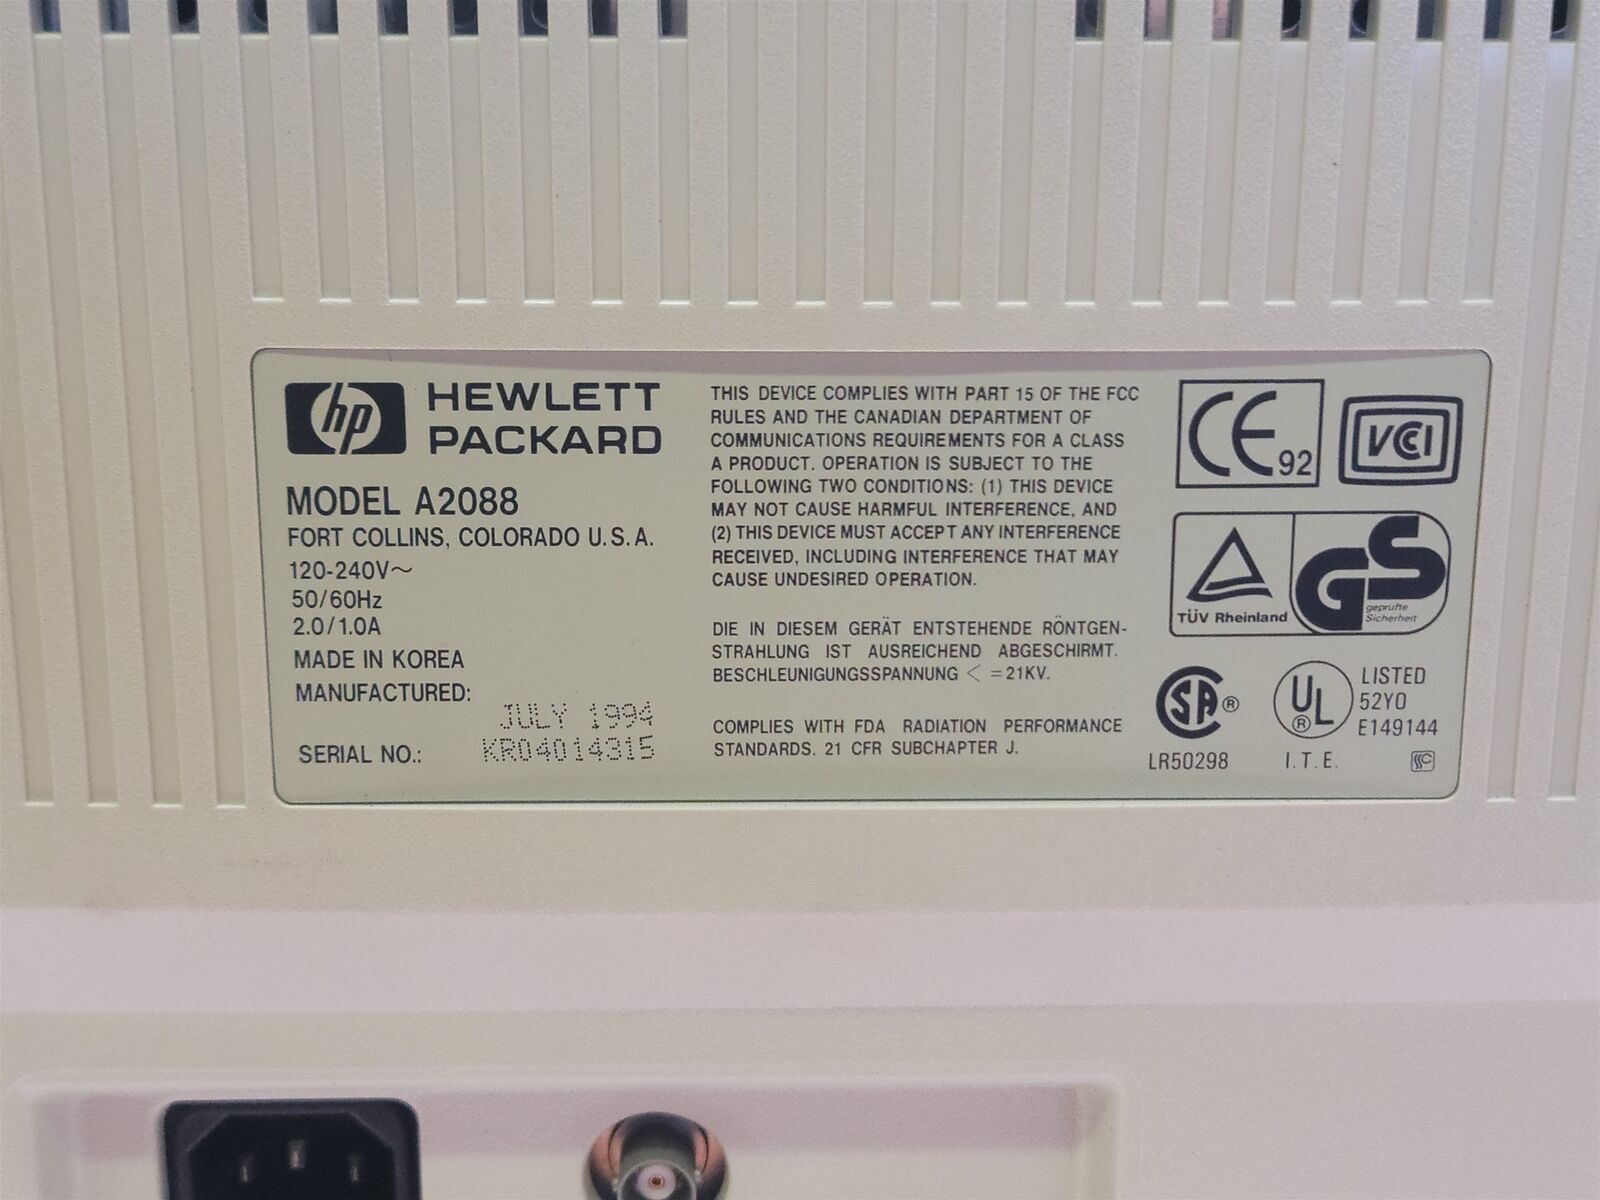 hp HEWLETT
PACKARD
MODEL A2088
FORT COLLINS, COLORADO U.S.A.
120-240V~
50/60Hz
2.0/1.0A
MADE IN KOREA
MANUFACTURED:
JULY 1994
SERIAL NO.: KR04014315
THIS DEVICE COMPLIES WITH PART 15 OF THE FCC
RULES AND THE CANADIAN DEPARTMENT OF
COMMUNICATIONS REQUIREMENTS FOR A CLASS
A PRODUCT. OPERATION IS SUBJECT TO THE
FOLLOWING TWO CONDITIONS: (1) THIS DEVICE
MAY NOT CAUSE HARMFUL INTERFERENCE, AND
(2) THIS DEVICE MUST ACCEPT ANY INTERFERENCE
RECEIVED, INCLUDING INTERFERENCE THAT MAY
CAUSE UNDESIRED OPERATION.
DIE IN DIESEM GERÄT ENTSTEHENDE RÖNTGEN-
STRAHLUNG IST AUSREICHEND ABGESCHIRMT.
BESCHLEUNIGUNGSSPANNUNG < =21KV.
COMPLIES WITH FDA RADIATION PERFORMANCE
STANDARDS. 21 CFR SUBCHAPTER J.
CE 92
VCCI
TÜV Rheinland
GS
geprüfte
Sicherheit
SA®
LR50298
UL®
LISTED
52Y0
E149144
I.T.E.